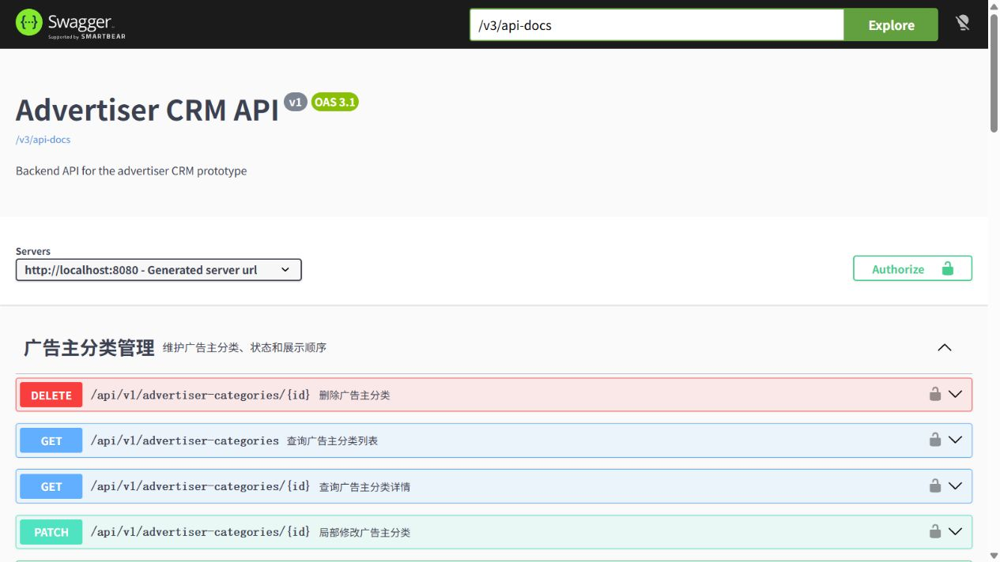 Swagger
Supported by SMARTBEAR
/v3/api-docs
Explore
Advertiser CRM API v1 OAS 3.1
/v3/api-docs
Backend API for the advertiser CRM prototype
Servers
http://localhost:8080 - Generated server url
Authorize
广告主分类管理 维护广告主分类、状态和展示顺序
DELETE /api/v1/advertiser-categories/{id} 删除广告主分类
GET /api/v1/advertiser-categories 查询广告主分类列表
GET /api/v1/advertiser-categories/{id} 查询广告主分类详情
PATCH /api/v1/advertiser-categories/{id} 局部修改广告主分类